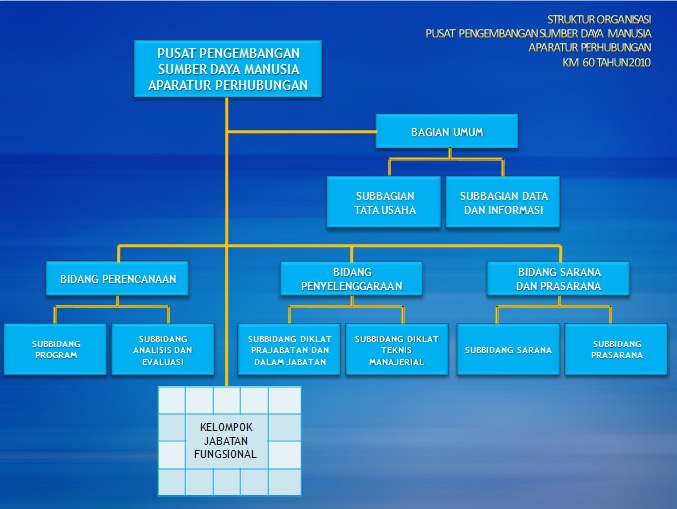 STRUKTUR ORGANISASI
PUSAT PENGEMBANGAN SUMBER DAYA MANUSIA
APARATUR PERHUBUNGAN
KM 60 TAHUN 2010
PUSAT PENGEMBANGAN
SUMBER DAYA MANUSIA
APARATUR PERHUBUNGAN
BAGIAN UMUM
SUBBAGIAN
TATA USAHA
SUBBAGIAN DATA
DAN INFORMASI
BIDANG PERENCANAAN
BIDANG
PENYELENGGARAAN
BIDANG SARANA
DAN PRASARANA
SUBBIDANG
PROGRAM
SUBBIDANG
ANALISIS DAN
EVALUASI
SUBBIDANG DIKLAT
PRAJABATAN DAN
DALAM JABATAN
SUBBIDANG DIKLAT
TEKNIS
MANAJERIAL
SUBBIDANG SARANA
SUBBIDANG
PRASARANA
KELOMPOK
JABATAN
FUNGSIONAL